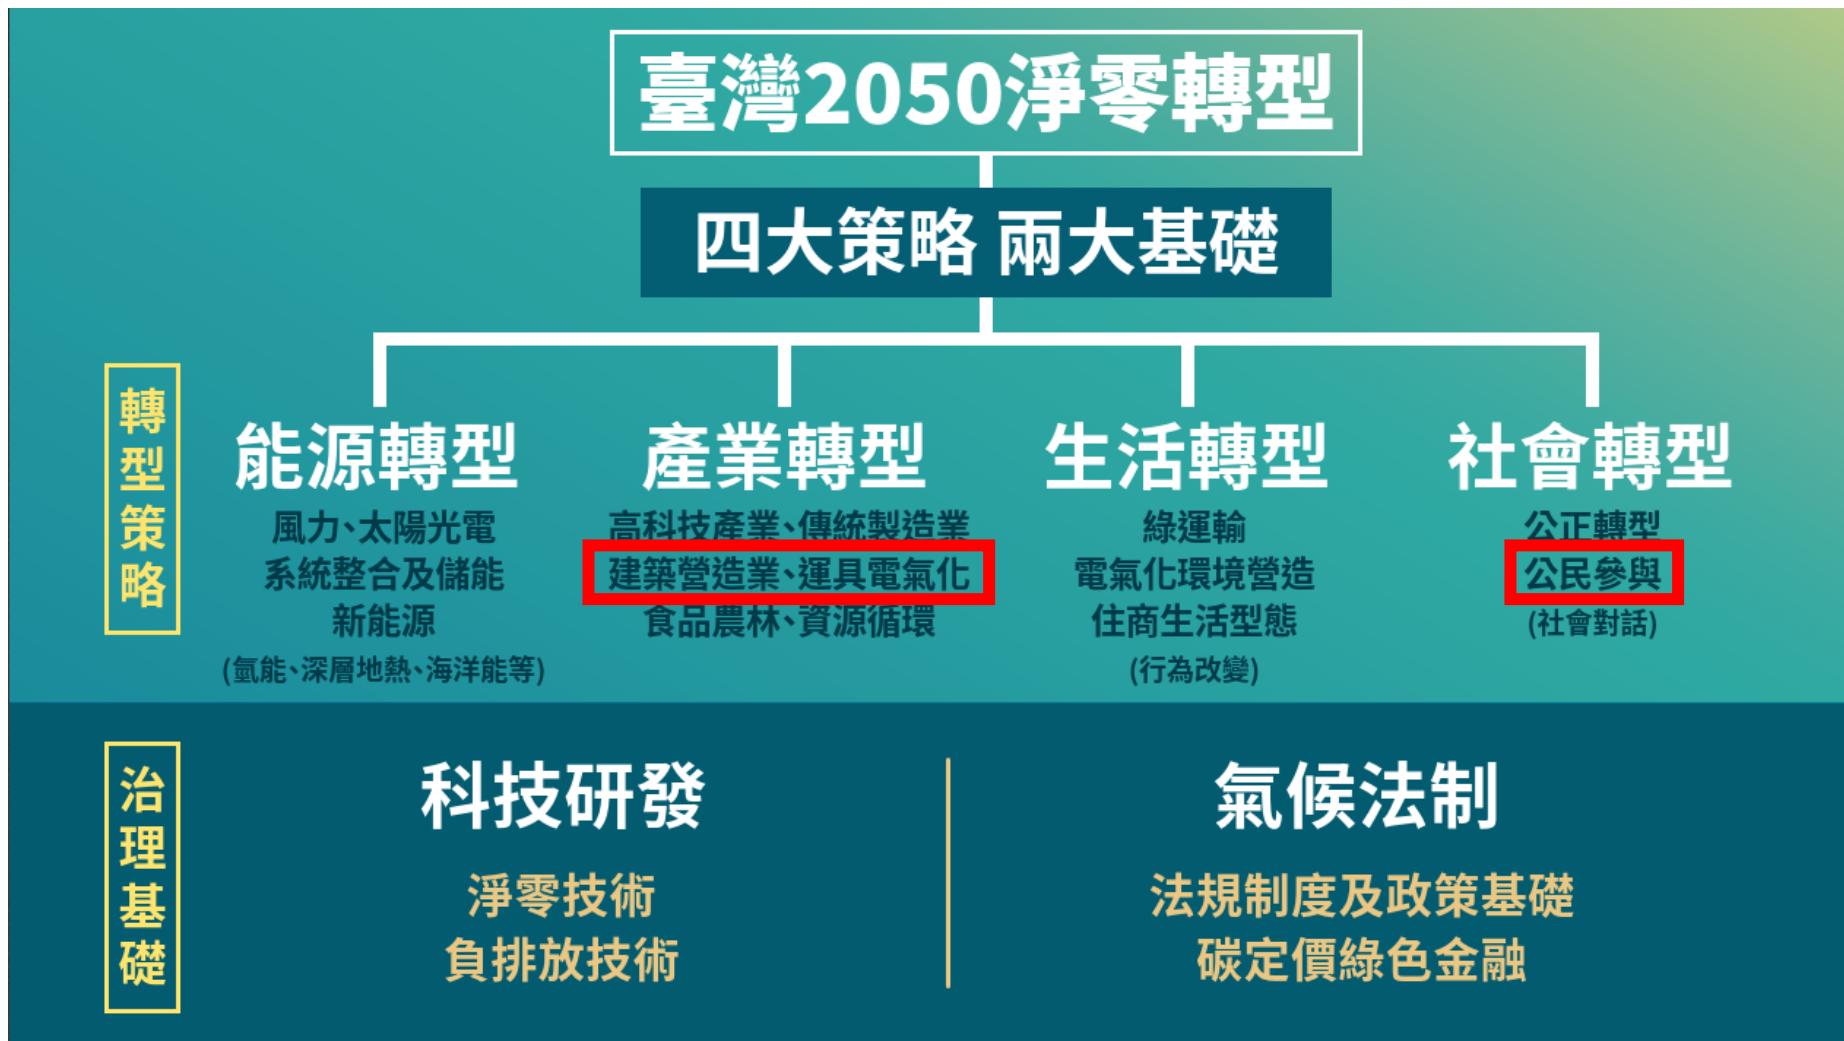 臺灣2050淨零轉型
四大策略 兩大基礎
轉型策略
能源轉型
風力、太陽光電
系統整合及儲能
新能源
(氫能、深層地熱、海洋能等)
產業轉型
高科技產業、傳統製造業
建築營造業、運具電氣化
食品農林、資源循環
生活轉型
綠運輸
電氣化環境營造
住商生活型態
(行為改變)
社會轉型
公正轉型
公民參與
(社會對話)
治理基礎
科技研發
淨零技術
負排放技術
氣候法制
法規制度及政策基礎
碳定價綠色金融